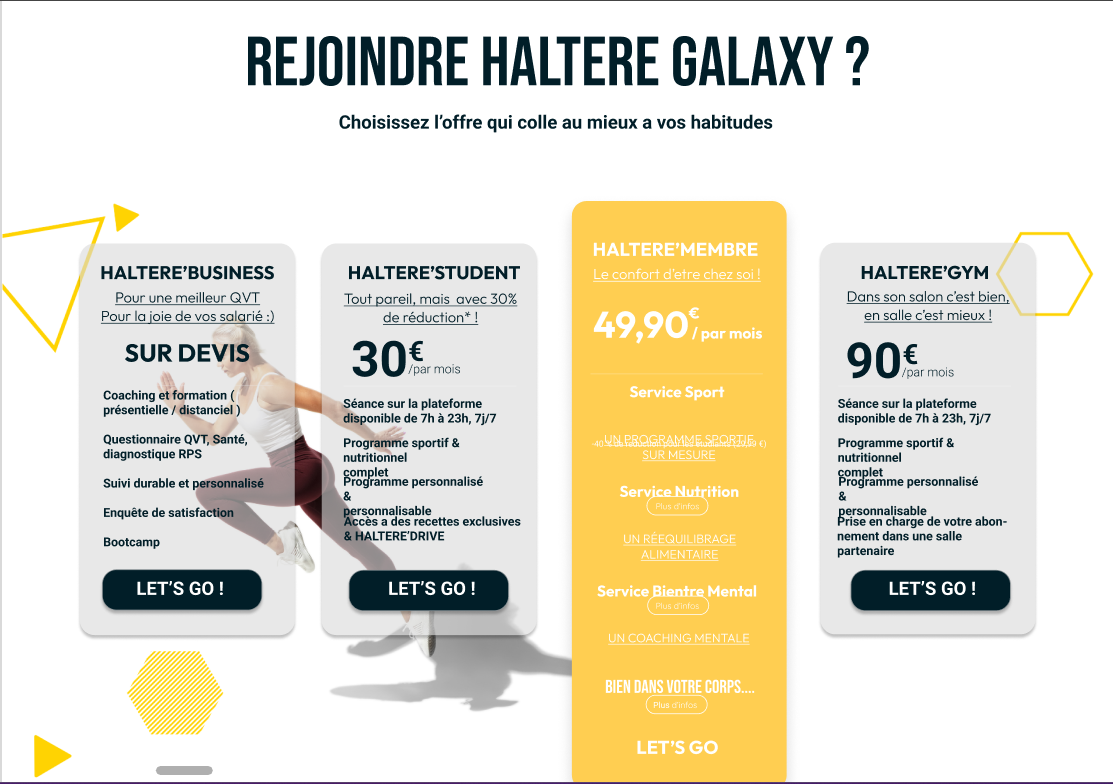 REJOINDRE HALTERE GALAXY ?
Choisissez l'offre qui colle au mieux a vos habitudes
HALTERE'BUSINESS
Pour une meilleur QVT
Pour la joie de vos salarié :)
SUR DEVIS
Coaching et formation (
présentielle / distanciel )
Questionnaire QVT, Santé,
diagnostique RPS
Suivi durable et personnalisé
Enquête de satisfaction
Bootcamp
LET'S GO !
HALTERE'STUDENT
Tout pareil, mais avec 30%
de réduction* !
30€
/par mois
Séance sur la plateforme
disponible de 7h à 23h, 7j/7
Programme sportif &
nutritionnel
complet
Programme personnalisé
&
personnalisable
Accès a des recettes exclusives
& HALTERE'DRIVE
LET'S GO !
HALTERE'MEMBRE
Le confort d'etre chez soi !
49,90€
/ par mois
Service Sport
UN PROGRAMME SPORTIF
SUR MESURE
Service Nutrition
Plus d'infos
UN RÉEQUILIBRAGE
ALIMENTAIRE
Service Bientre Mental
Plus d'infos
UN COACHING MENTALE
BIEN DANS VOTRE CORPS....
Plus d'infos
LET'S GO
HALTERE'GYM
Dans son salon c'est bien,
en salle c'est mieux !
90€
/par mois
Séance sur la plateforme
disponible de 7h à 23h, 7j/7
Programme sportif &
nutritionnel
complet
Programme personnalisé
&
personnalisable
Prise en charge de votre abon-
nement dans une salle
partenaire
LET'S GO !